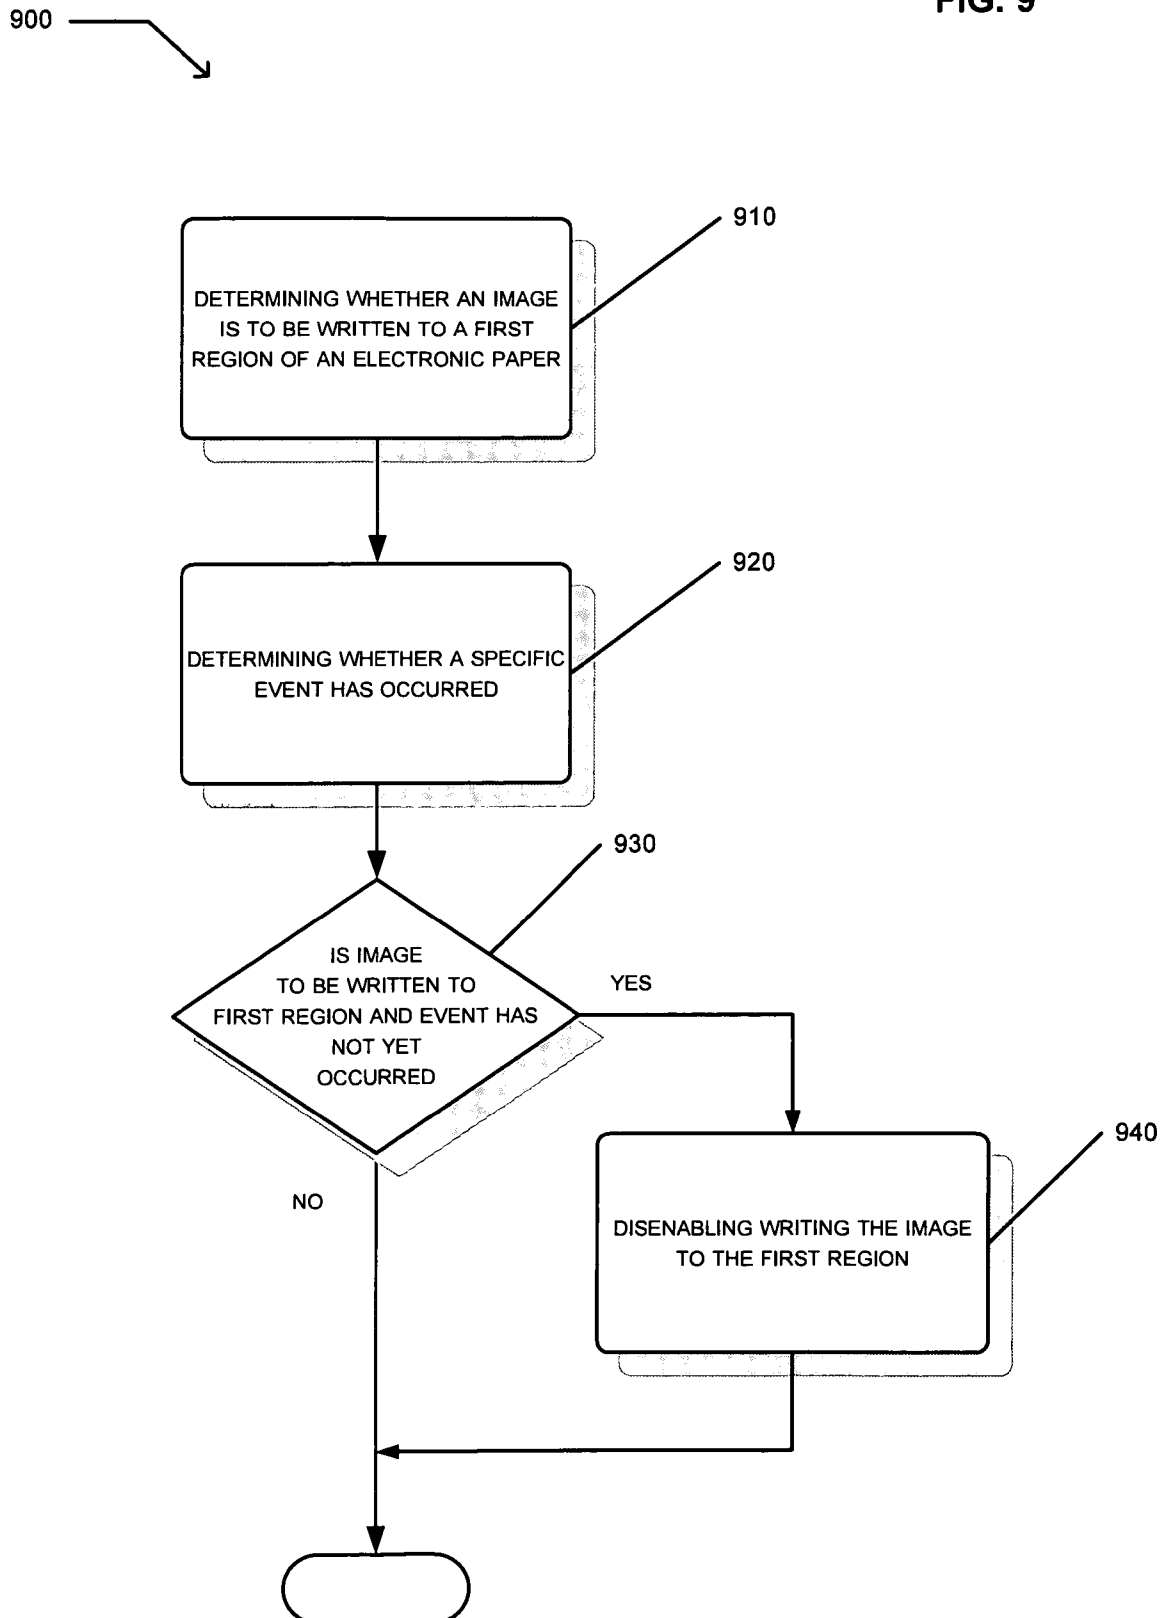 FIG. 9
900
910
DETERMINING WHETHER AN IMAGE
IS TO BE WRITTEN TO A FIRST
REGION OF AN ELECTRONIC PAPER
920
DETERMINING WHETHER A SPECIFIC
EVENT HAS OCCURRED
930
IS IMAGE
TO BE WRITTEN TO
FIRST REGION AND EVENT HAS
NOT YET
OCCURRED
YES
940
NO
DISENABLING WRITING THE IMAGE
TO THE FIRST REGION